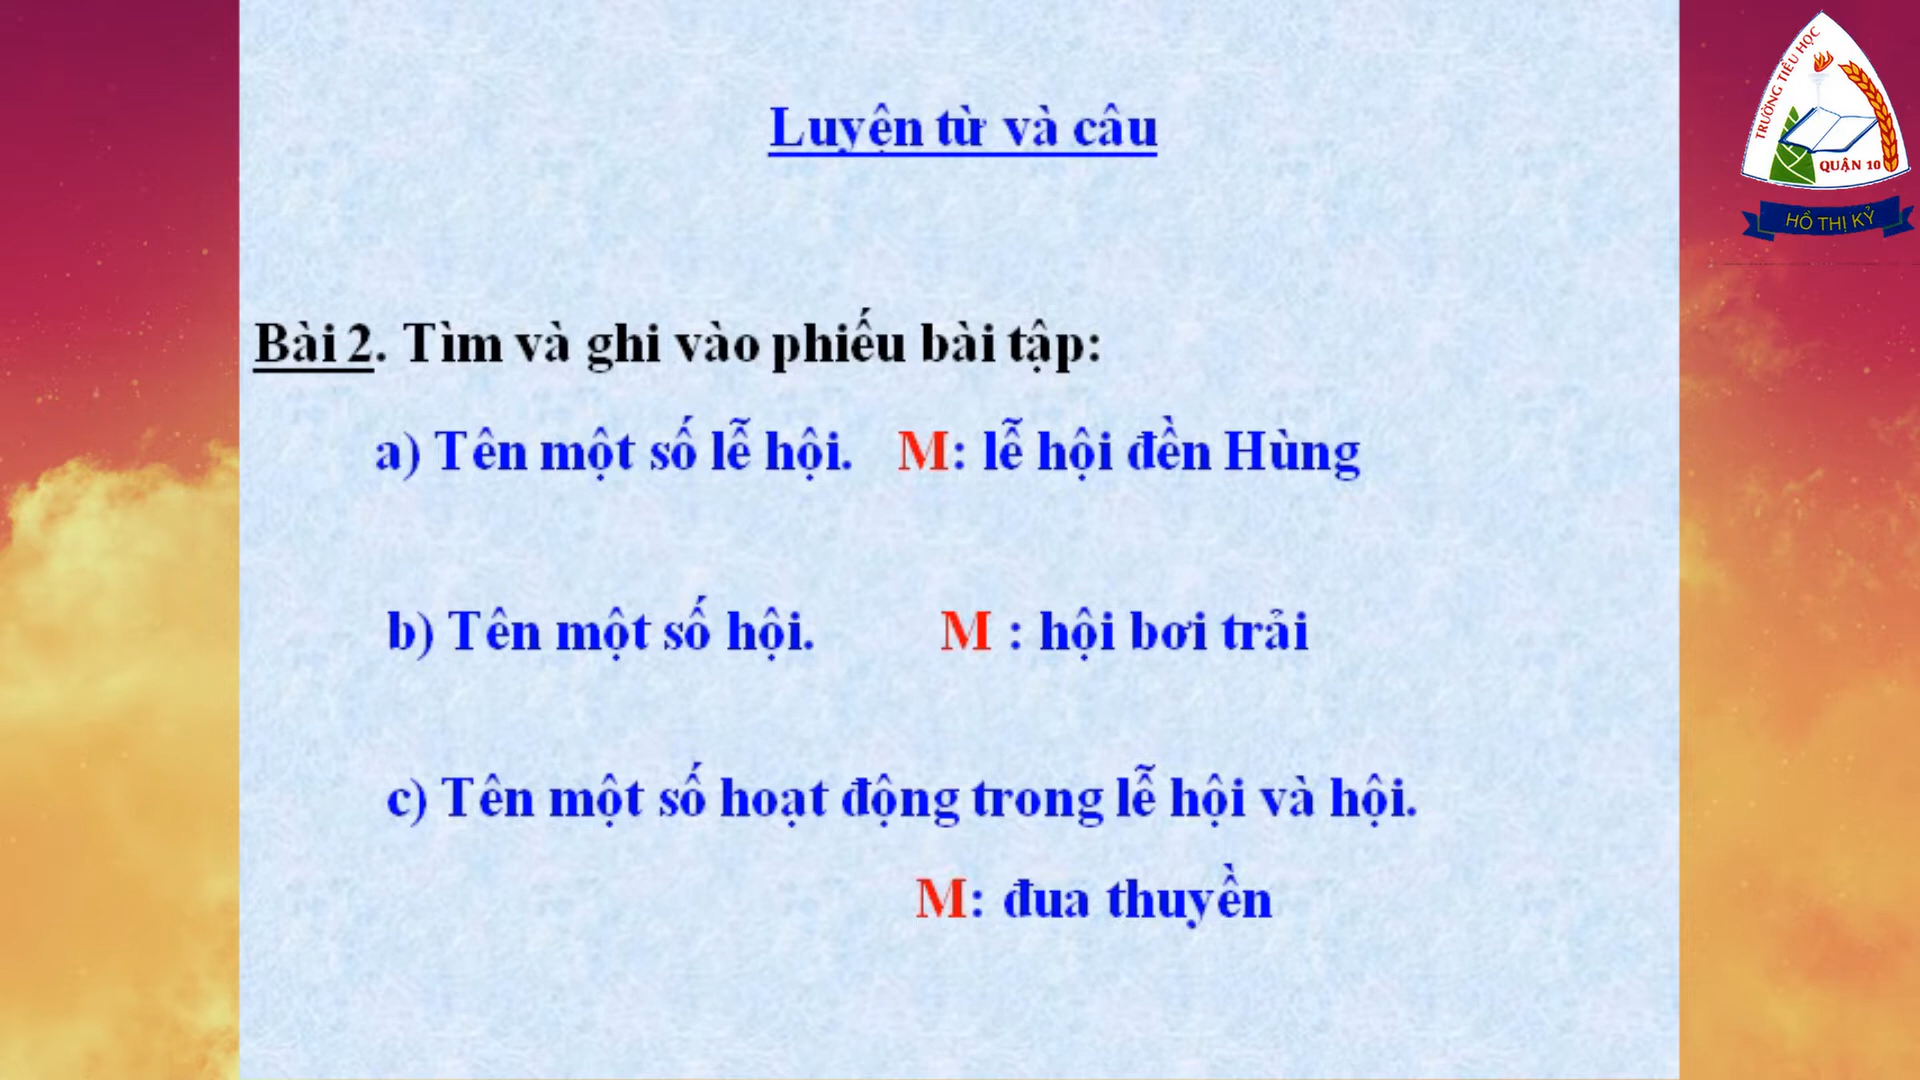 Luyện từ và câu
TRƯỜNG TIỂU HỌC
QUẬN 10
HỒ THỊ KỶ
Bài 2. Tìm và ghi vào phiếu bài tập:
a) Tên một số lễ hội. M: lễ hội đền Hùng
b) Tên một số hội. M : hội bơi trải
c) Tên một số hoạt động trong lễ hội và hội.
M: đua thuyền